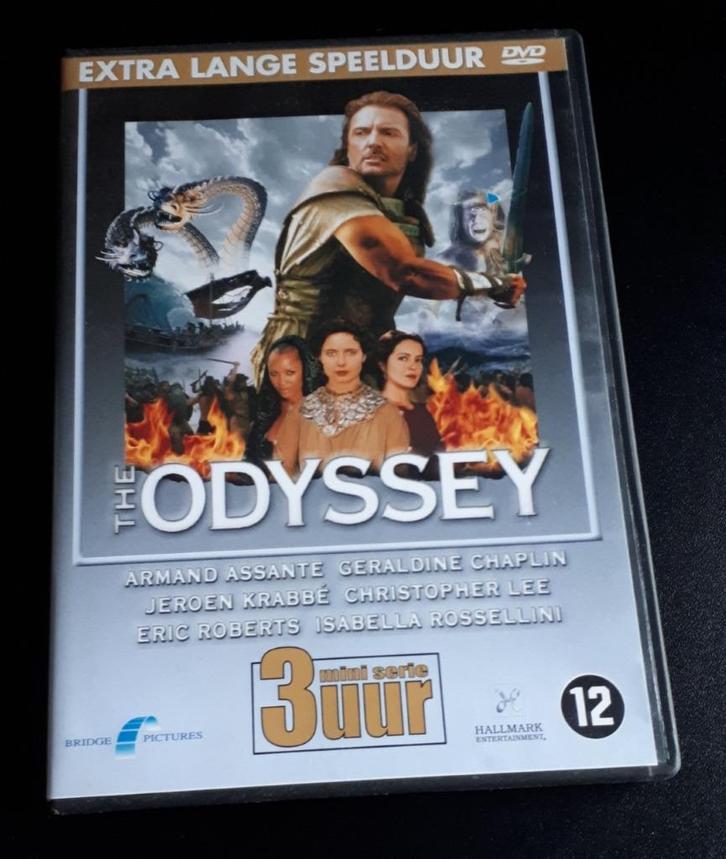 EXTRA LANGE SPEELDUUR DVD
THE ODYSSEY
ARMAND ASSANTE GERALDINE CHAPLIN
JEROEN KRABBÉ CHRISTOPHER LEE
ERIC ROBERTS ISABELLA ROSSELLINI
mini serie
3uur
BRIDGE PICTURES
HALLMARK
ENTERTAINMENT
12